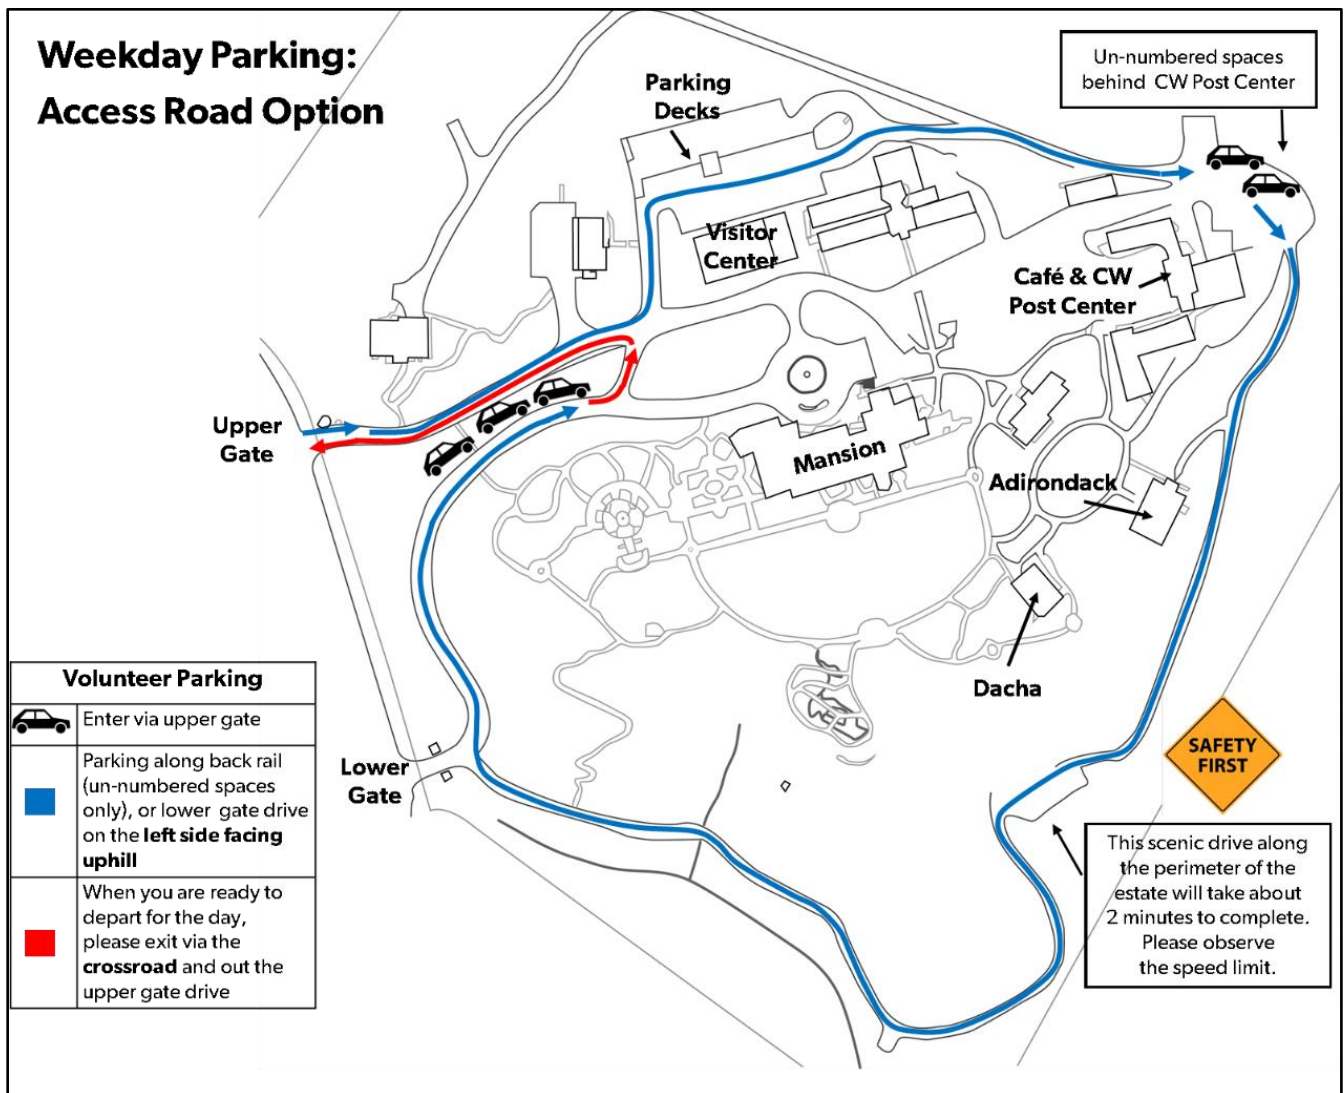 Weekday Parking:
Access Road Option
Un-numbered spaces
behind CW Post Center
Parking
Decks
Visitor
Center
Café & CW
Post Center
Upper
Gate
Mansion
Adirondack
Dacha
Lower
Gate
Volunteer Parking
Enter via upper gate
Parking along back rail
(un-numbered spaces
only), or lower gate drive
on the left side facing
uphill
When you are ready to
depart for the day,
please exit via the
crossroad and out the
upper gate drive
SAFETY
FIRST
This scenic drive along
the perimeter of the
estate will take about
2 minutes to complete.
Please observe
the speed limit.